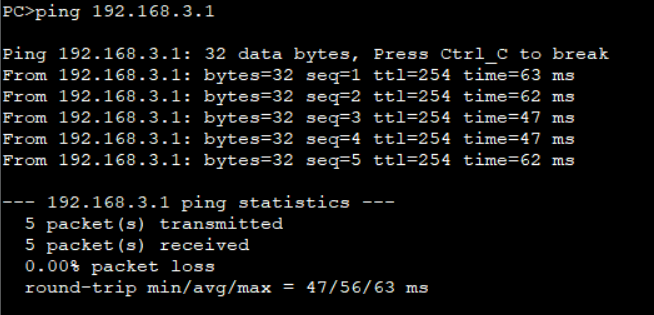 PC>ping 192.168.3.1

Ping 192.168.3.1: 32 data bytes, Press Ctrl_C to break
From 192.168.3.1: bytes=32 seq=1 ttl=254 time=63 ms
From 192.168.3.1: bytes=32 seq=2 ttl=254 time=62 ms
From 192.168.3.1: bytes=32 seq=3 ttl=254 time=47 ms
From 192.168.3.1: bytes=32 seq=4 ttl=254 time=47 ms
From 192.168.3.1: bytes=32 seq=5 ttl=254 time=62 ms

--- 192.168.3.1 ping statistics ---
  5 packet(s) transmitted
  5 packet(s) received
  0.00% packet loss
  round-trip min/avg/max = 47/56/63 ms